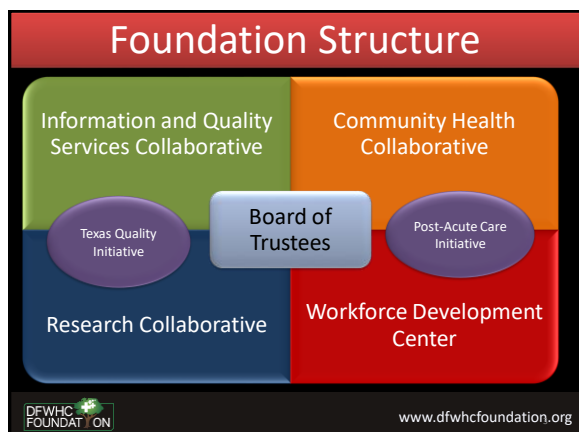 Foundation Structure
Information and Quality
Services Collaborative
Community Health
Collaborative
Texas Quality
Initiative
Board of
Trustees
Post-Acute Care
Initiative
Research Collaborative
Workforce Development
Center
DFWHC
FOUNDATION
www.dfwhcfoundation.org